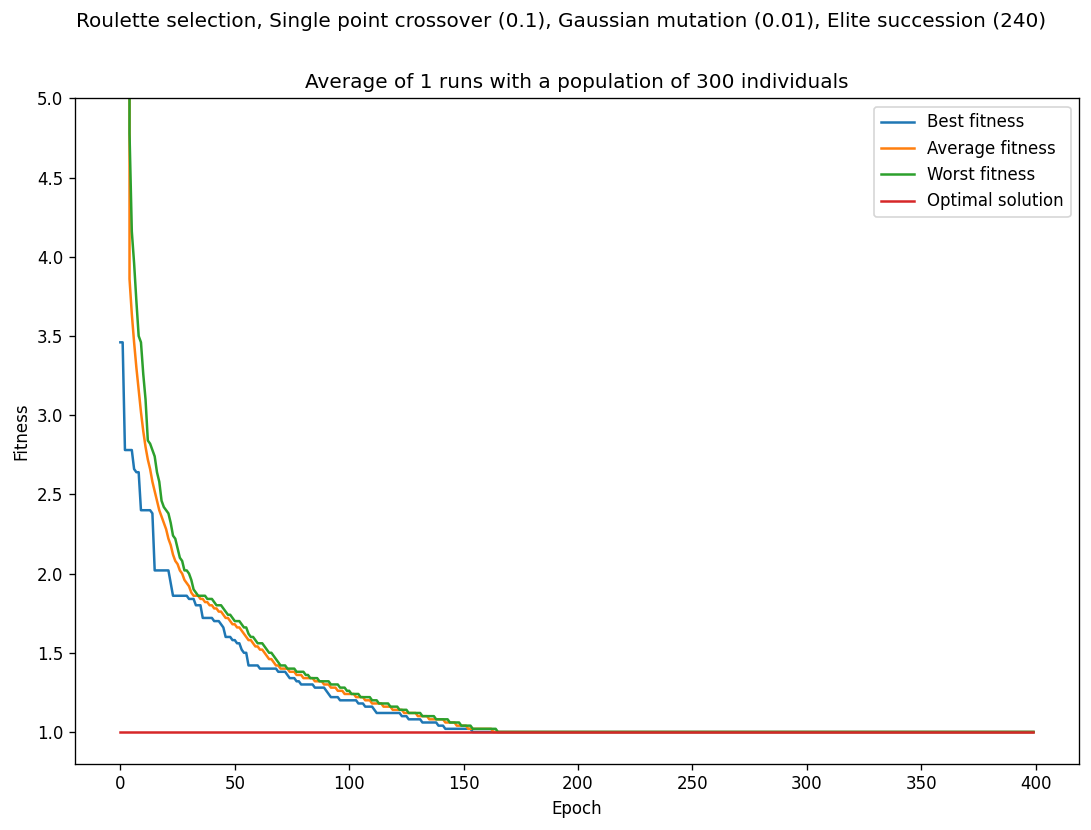 Roulette selection, Single point crossover (0.1), Gaussian mutation (0.01), Elite succession (240)
Average of 1 runs with a population of 300 individuals
Best fitness
Average fitness
Worst fitness
Optimal solution
Fitness
5.0
4.5
4.0
3.5
3.0
2.5
2.0
1.5
1.0
0 50 100 150 200 250 300 350 400
Epoch